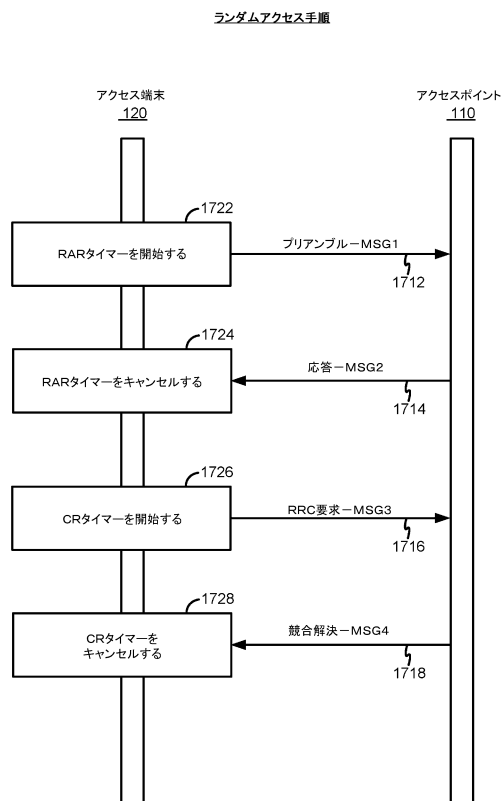 ランダムアクセス手順
アクセス端末
120
アクセスポイント
110
1722
RARタイマーを開始する
プリアンブルーMSG1
1712
1724
RARタイマーをキャンセルする
応答ーMSG2
1714
1726
CRタイマーを開始する
RRC要求ーMSG3
1716
1728
CRタイマーを
キャンセルする
競合解決ーMSG4
1718